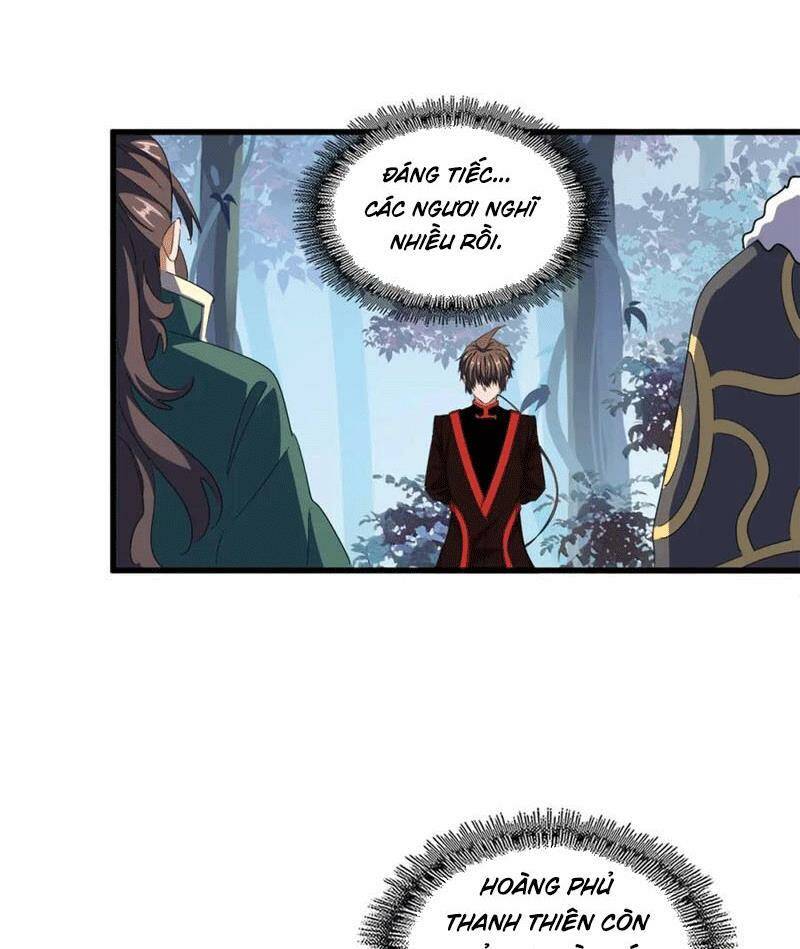 ĐÁNG TIẾC...
CÁC NGƯƠI NGHĨ
NHIỀU RỒI.
HOÀNG PHỦ
THANH THIÊN CÒN